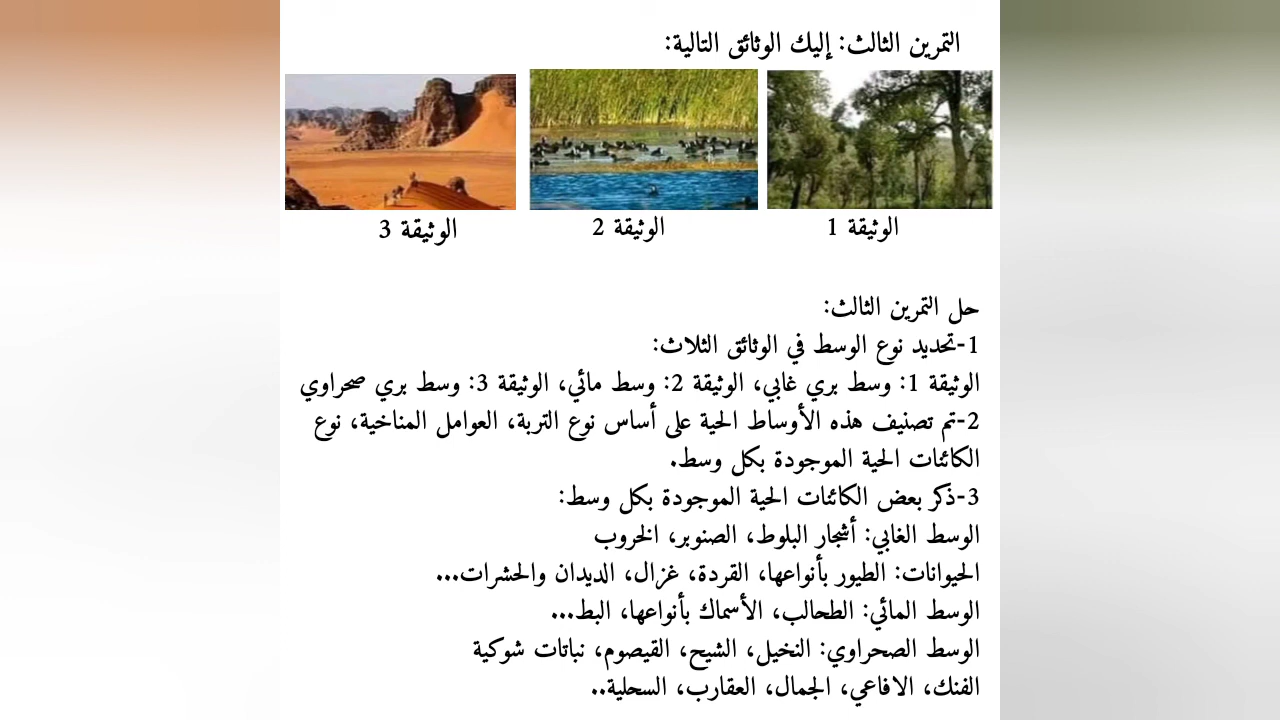 التمرين الثالث: إليك الوثائق التالية:
الوثيقة 1
الوثيقة 2
الوثيقة 3
حل التمرين الثالث:
1-تحديد نوع الوسط في الوثائق الثلاث:
الوثيقة 1: وسط بري غابي، الوثيقة 2: وسط مائي، الوثيقة 3: وسط بري صحراوي
2-تم تصنيف هذه الأوساط الحية على أساس نوع التربة، العوامل المناخية، نوع
الكائنات الحية الموجودة بكل وسط.
3-ذكر بعض الكائنات الحية الموجودة بكل وسط:
الوسط الغابي: أشجار البلوط، الصنوبر، الخروب
الحيوانات: الطيور بأنواعها، القردة، غزال، الديدان والحشرات...
الوسط المائي: الطحالب، الأسماك بأنواعها، البط...
الوسط الصحراوي: النخيل، الشيح، القيصوم، نباتات شوكية
الفنك، الافاعي، الجمال، العقارب، السحلية..